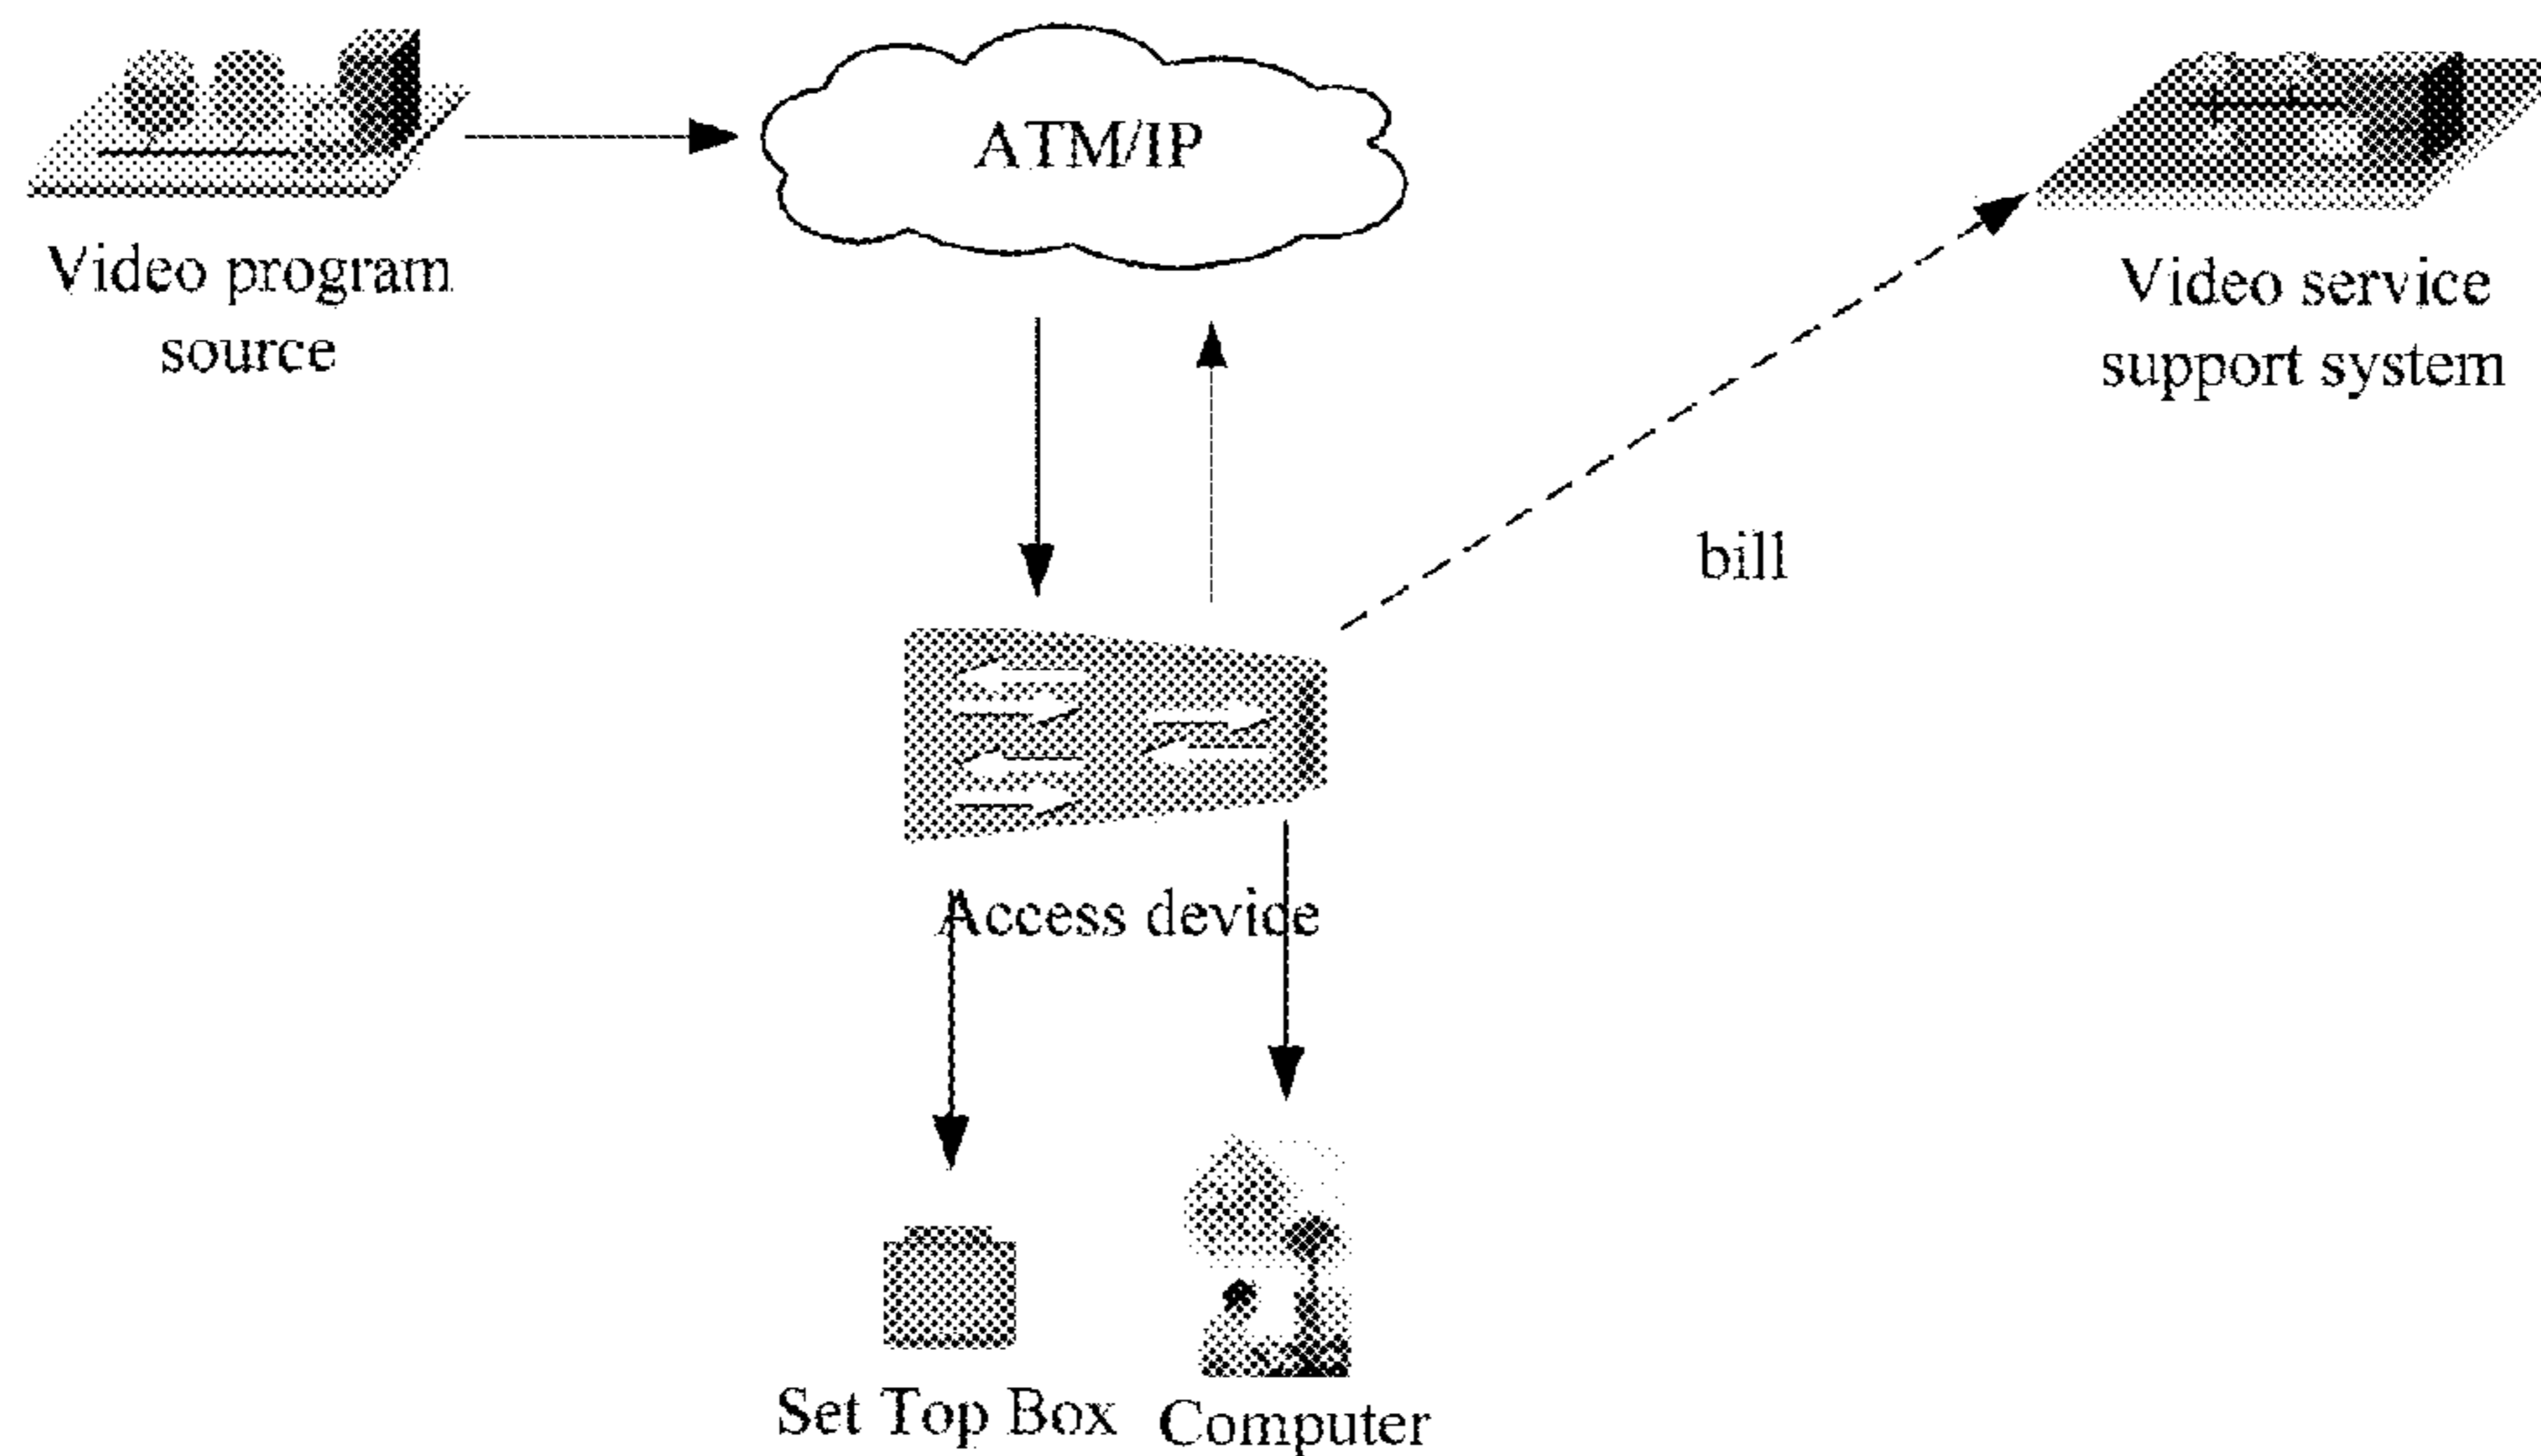 ATM/IP
Video program
source
Video service
support system
bill
Access device
Set Top Box
Computer